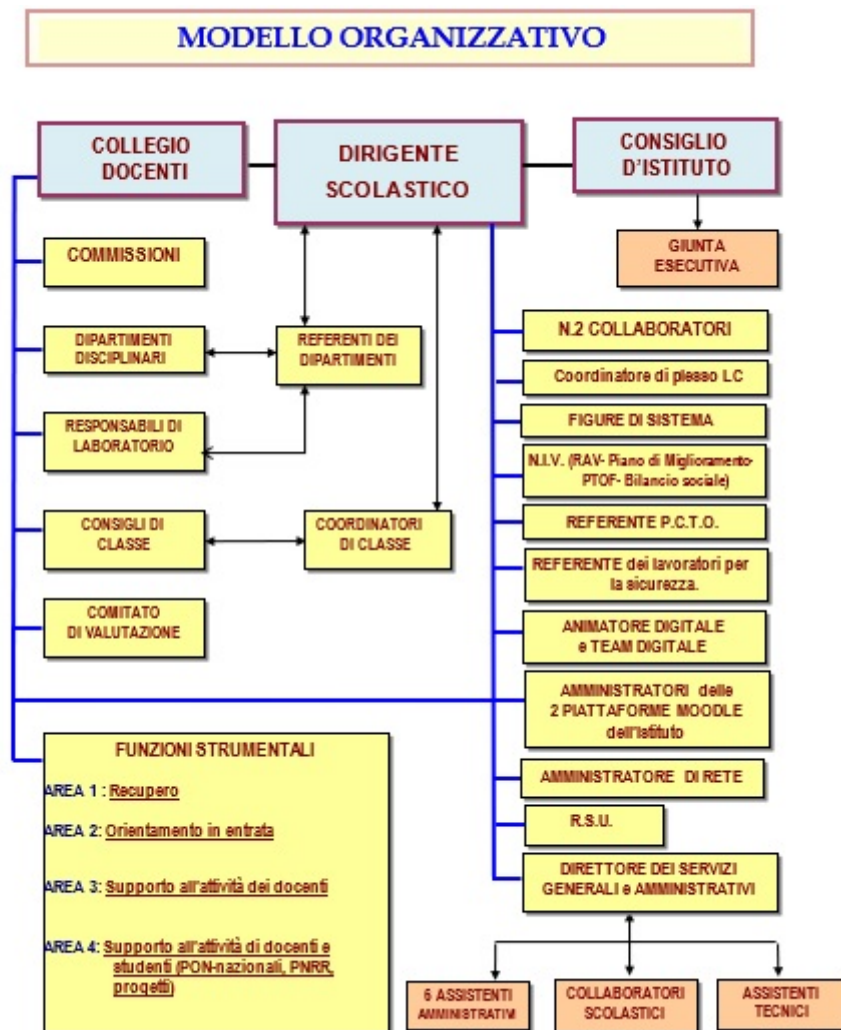 MODELLO ORGANIZZATIVO
COLLEGIO
DOCENTI
DIRIGENTE
SCOLASTICO
CONSIGLIO
D'ISTITUTO
GIUNTA
ESECUTIVA
COMMISSIONI
DIPARTIMENTI
DISCIPLINARI
REFERENTI DEI
DIPARTIMENTI
RESPONSABILI DI
LABORATORIO
CONSIGLI DI
CLASSE
COORDINATORI
DI CLASSE
COMITATO
DI VALUTAZIONE
N.2 COLLABORATORI
Coordinatore di plesso LC
FIGURE DI SISTEMA
N.I.V. (RAV- Piano di Miglioramento-
PTOF- Bilancio sociale)
REFERENTE P.C.T.O.
REFERENTE dei lavoratori per
la sicurezza.
ANIMATORE DIGITALE
e TEAM DIGITALE
AMMINISTRATORI delle
2 PIATTAFORME MOODLE
dell'Istituto
AMMINISTRATORE DI RETE
R.S.U.
DIRETTORE DEI SERVIZI
GENERALI e AMMINISTRATIVI
FUNZIONI STRUMENTALI
AREA 1 : Recupero
AREA 2: Orientamento in entrata
AREA 3: Supporto all'attività dei docenti
AREA 4: Supporto all'attività di docenti e
studenti (PON-nazionali, PNRR,
progetti)
6 ASSISTENTI
AMMINISTRATIVI
COLLABORATORI
SCOLASTICI
ASSISTENTI
TECNICI